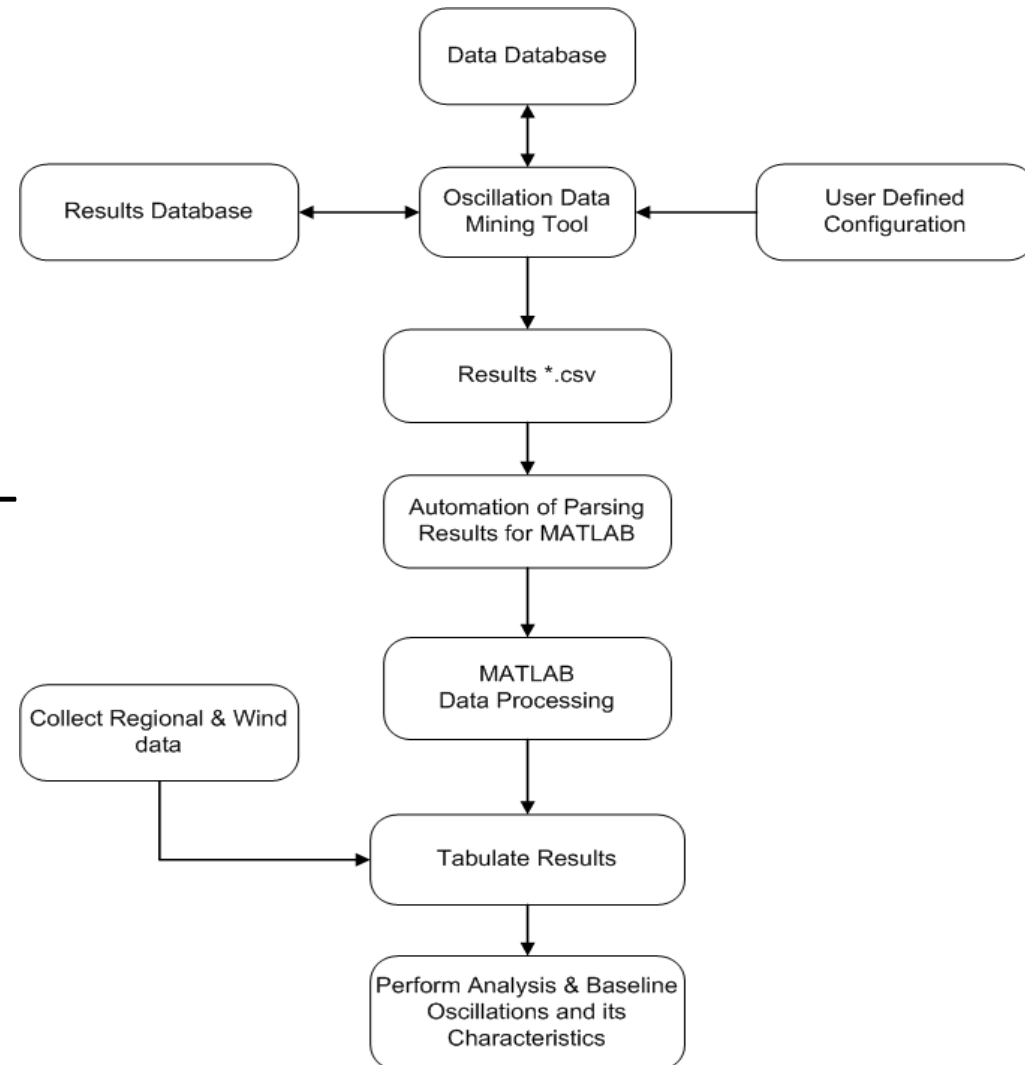 Data Database
Results Database
Oscillation Data
Mining Tool
User Defined
Configuration
Results *.csv
Automation of Parsing
Results for MATLAB
MATLAB
Data Processing
Collect Regional & Wind
data
Tabulate Results
Perform Analysis & Baseline
Oscillations and its
Characteristics